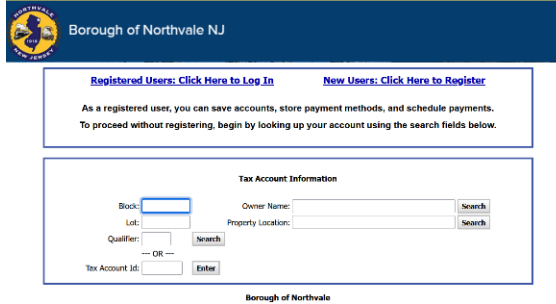 NORTHVALE
1916
NEW JERSEY
Borough of Northvale NJ
Registered Users: Click Here to Log In
New Users: Click Here to Register
As a registered user, you can save accounts, store payment methods, and schedule payments.
To proceed without registering, begin by looking up your account using the search fields below.
Tax Account Information
Block:
Owner Name:
Search
Lot:
Property Location:
Search
Qualifier:
Search
--- OR ---
Tax Account Id:
Enter
Borough of Northvale